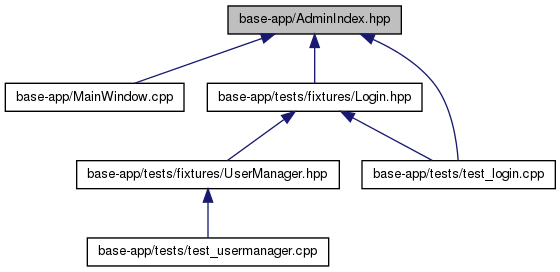 base-app/AdminIndex.hpp
base-app/MainWindow.cpp
base-app/tests/fixtures/Login.hpp
base-app/tests/fixtures/UserManager.hpp
base-app/tests/test_login.cpp
base-app/tests/test_usermanager.cpp